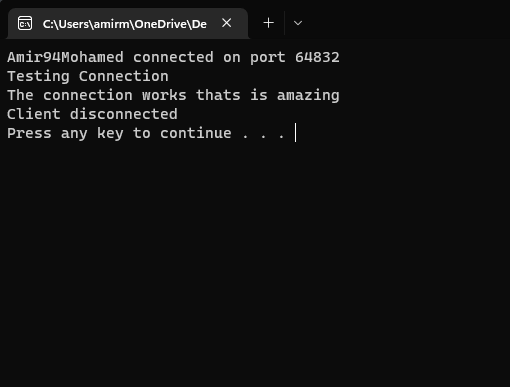 C:\Users\amirm\OneDrive\De
Amir94Mohamed connected on port 64832
Testing Connection
The connection works thats is amazing
Client disconnected
Press any key to continue . . .